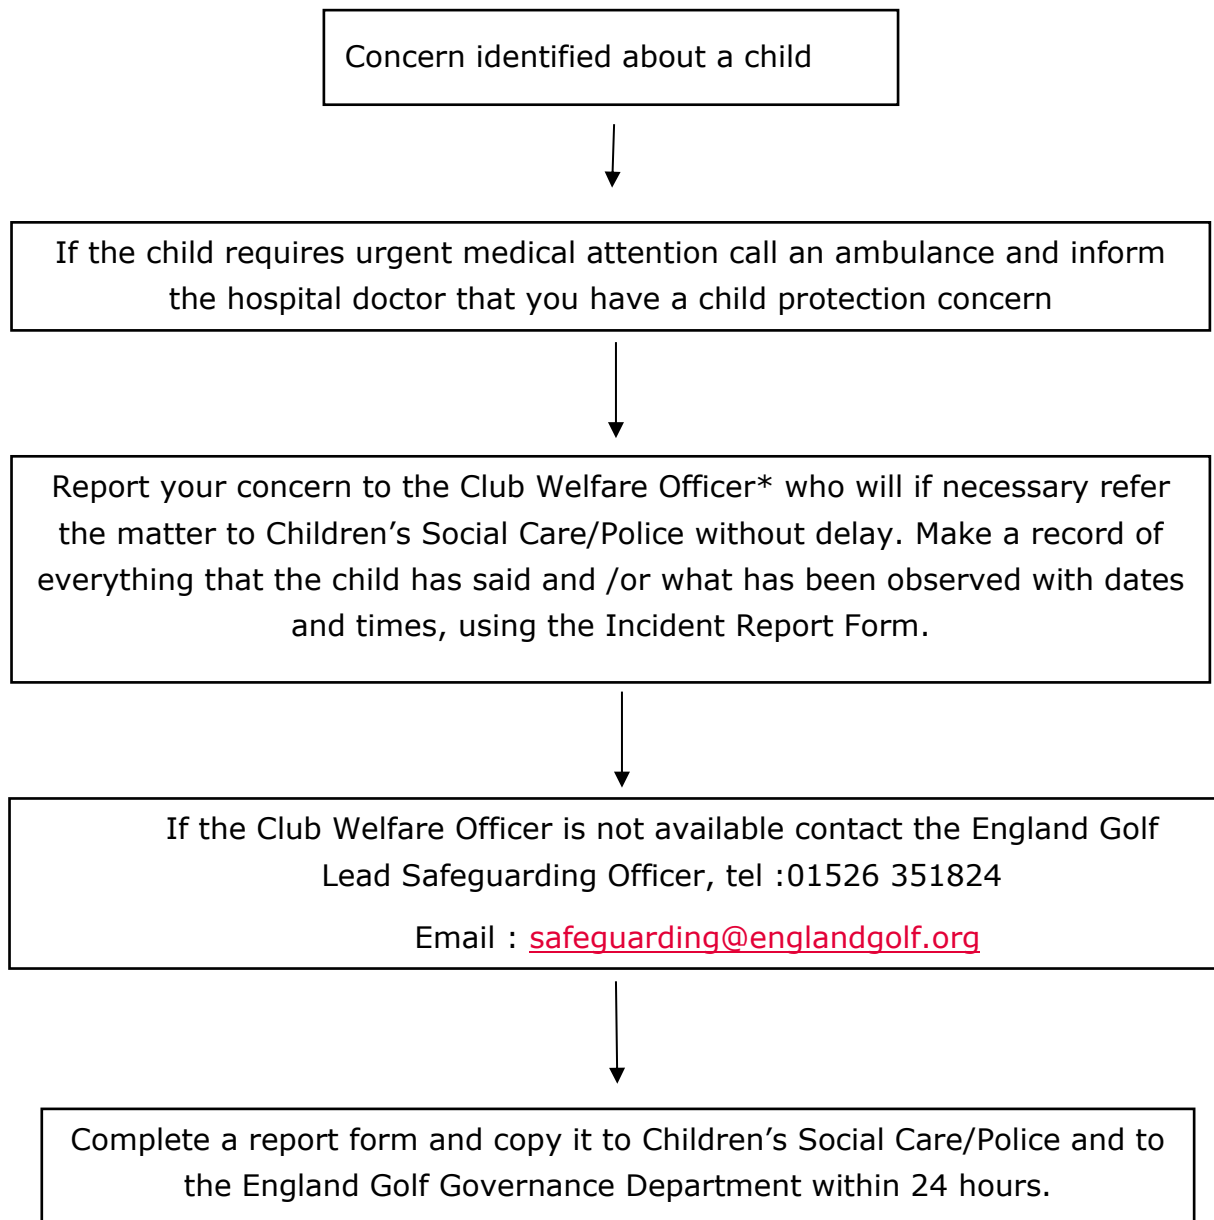 Concern identified about a child
If the child requires urgent medical attention call an ambulance and inform
the hospital doctor that you have a child protection concern
Report your concern to the Club Welfare Officer* who will if necessary refer
the matter to Children’s Social Care/Police without delay. Make a record of
everything that the child has said and /or what has been observed with dates
and times, using the Incident Report Form.
If the Club Welfare Officer is not available contact the England Golf
Lead Safeguarding Officer, tel :01526 351824
Email : safeguarding@englandgolf.org
Complete a report form and copy it to Children’s Social Care/Police and to
the England Golf Governance Department within 24 hours.